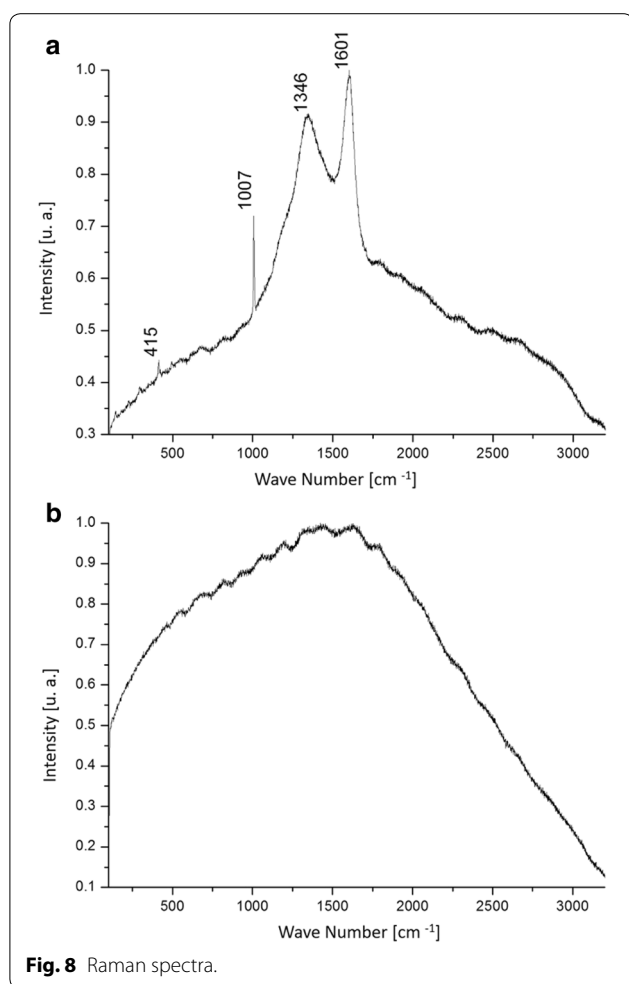 a
1601
1346
1007
415
1.0
0.9
0.8
0.7
0.6
0.5
0.4
0.3
Intensity [u. a.]
500 1000 1500 2000 2500 3000
Wave Number [cm ⁻¹]
b
1.0
0.9
0.8
0.7
0.6
0.5
0.4
0.3
0.2
0.1
Intensity [u. a.]
500 1000 1500 2000 2500 3000
Wave Number [cm ⁻¹]
Fig. 8 Raman spectra.